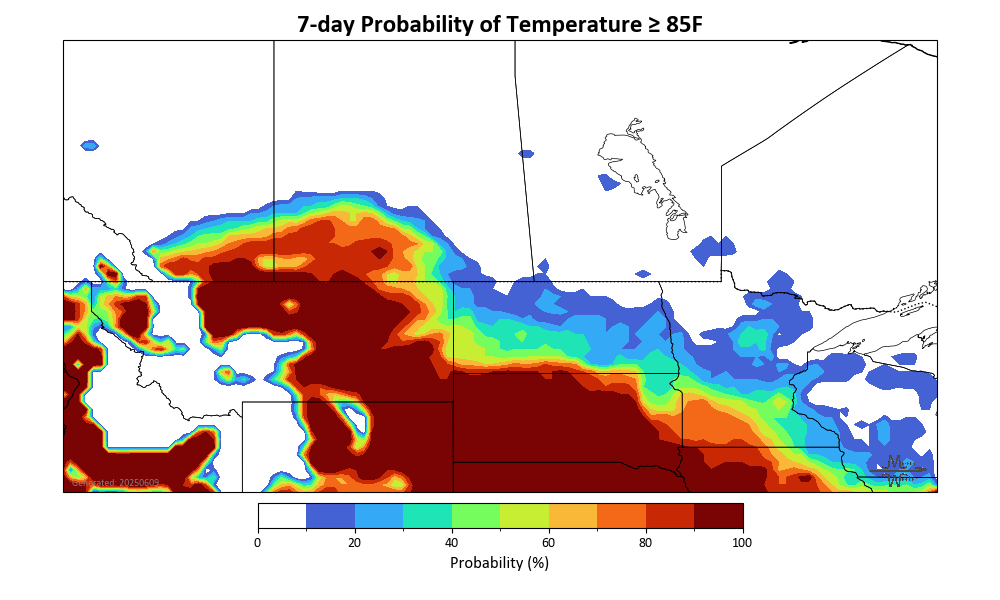 7-day Probability of Temperature ≥ 85F
Generated: 20250609
0 20 40 60 80 100
Probability (%)